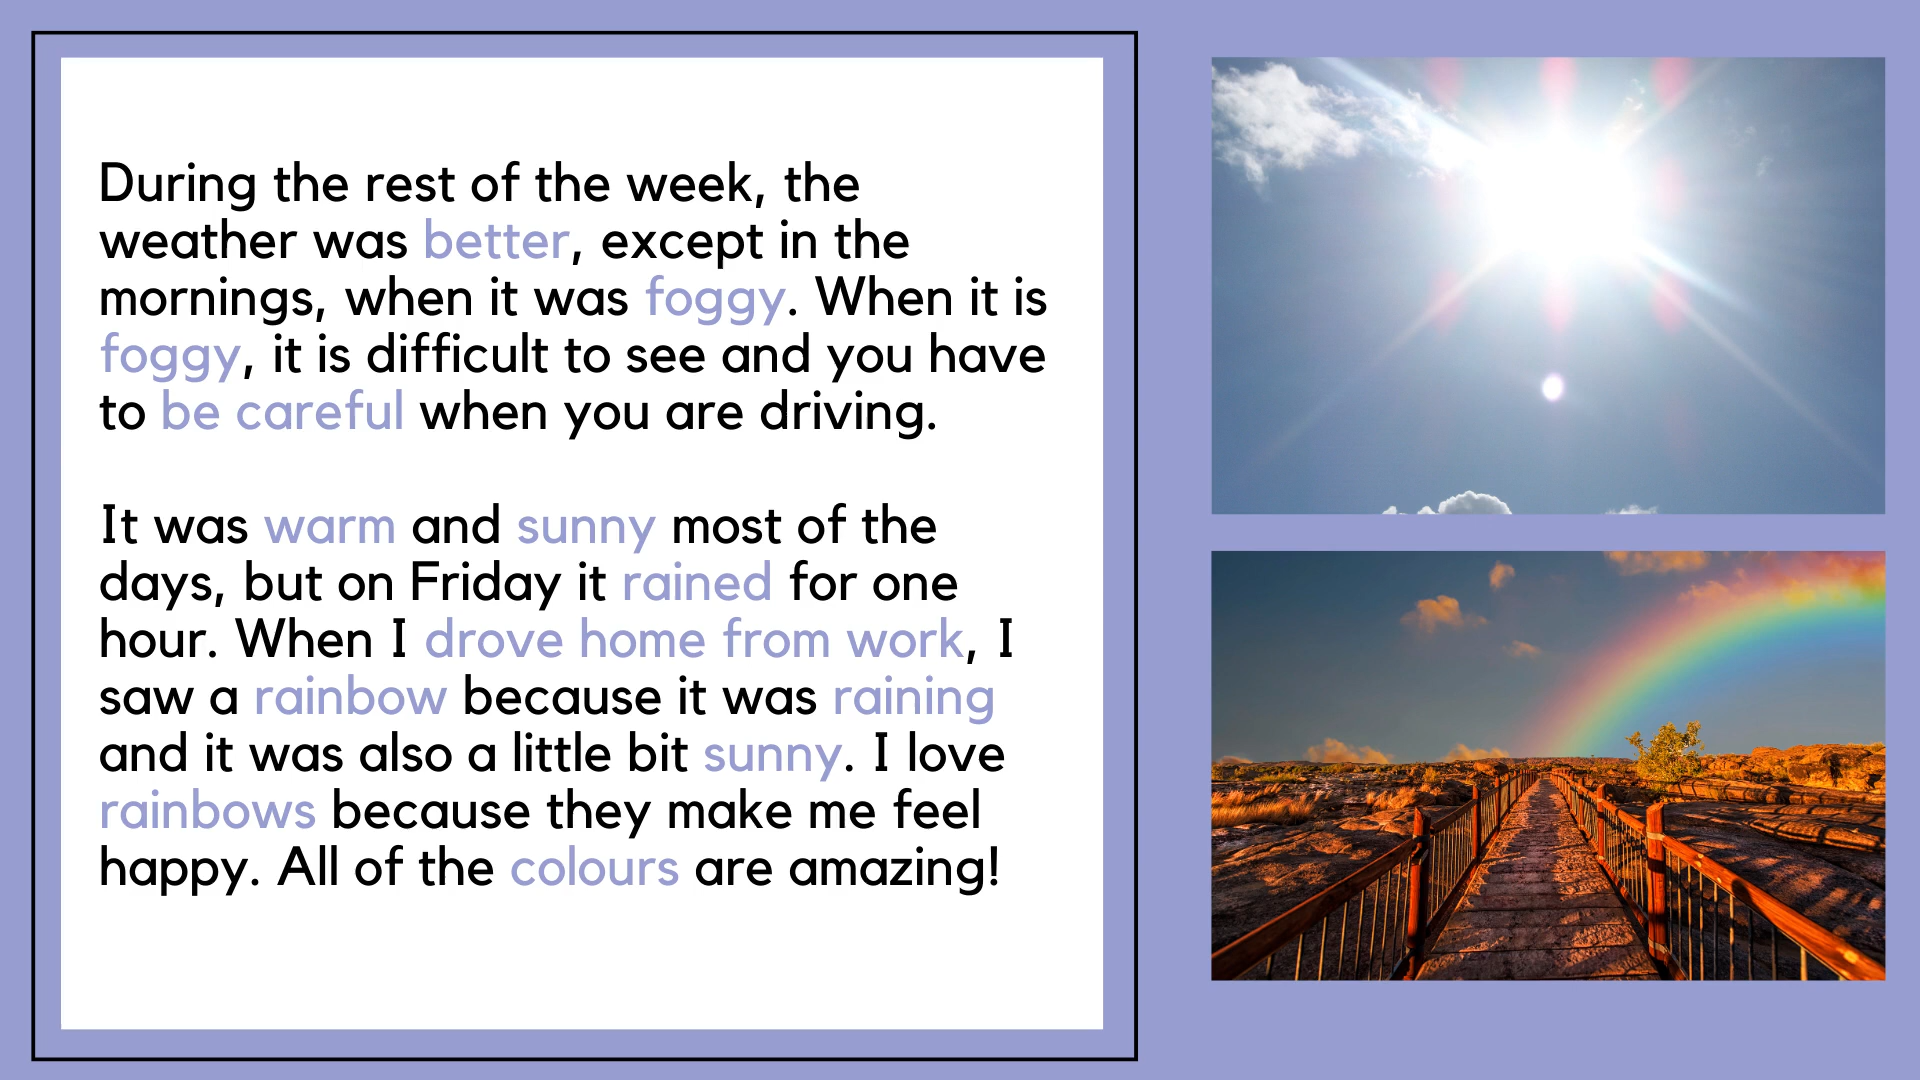 During the rest of the week, the
weather was better, except in the
mornings, when it was foggy. When it is
foggy, it is difficult to see and you have
to be careful when you are driving.
It was warm and sunny most of the
days, but on Friday it rained for one
hour. When I drove home from work, I
saw a rainbow because it was raining
and it was also a little bit sunny. I love
rainbows because they make me feel
happy. All of the colours are amazing!